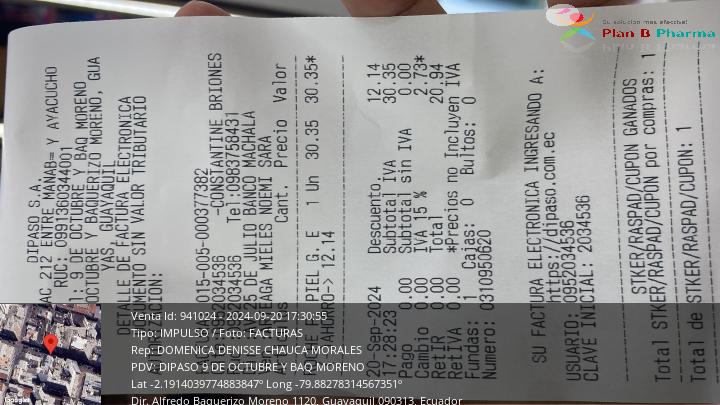 Su solución más efectiva!
Plan B Pharma
DIPASO S.A.
AC 212 ENTRE MANAB= Y AYACUCHO
RUC: 0991360344001
1: 9 DE OCTUBRE Y BAQ MORENO
OCTUBRE Y BAQUERIZO MORENO, GUA
YAS, GUAYAQUIL
DETALLE DE FACTURA ELECTRONICA
SIN VALOR TRIBUTARIO
015-005-000377382
-CONSTANTINE BRIONES
Tel:0983758431
25 DE JULIO BANCO MACHALA
MIELES NOEMI SARA
Cant. Precio Valor
PIEL G. E 1 Un 30.35 30.35*
-> 12.14
20-Sep-2024 Descuento. 12.14
17:28:23 Subtotal IVA 30.35
Pago 0.00 Subtotal sin IVA 0.00
Cambio 0.00 IVA 15 % 2.73*
RetIR 0.00 Total 20.94
RetIVA 0.00 *Precios no Incluyen IVA
Fundas: 1 Cajas: 0 Bultos: 0
Numero: 0310950620
SU FACTURA ELECTRONICA INGRESANDO A:
https://dipaso.com.ec
USUARIO: 0952034536
CLAVE INICIAL: 2034536
STKER/RASPAD/CUPON GANADOS
Total STKER/RASPAD/CUPON por compras: 1
Total de STKER/RASPAD/CUPON: 1
Venta Id: 941024 - 2024-09-20 17:30:55
Tipo: IMPULSO / Foto: FACTURAS
Rep: DOMENICA DENISSE CHAUCA MORALES
PDV: DIPASO 9 DE OCTUBRE Y BAQ MORENO
Lat -2.191403977488384​7º Long -79.8827831456735​1º
Dir. Alfredo Baquerizo Moreno 1120, Guayaquil 090313, Ecuador
Google